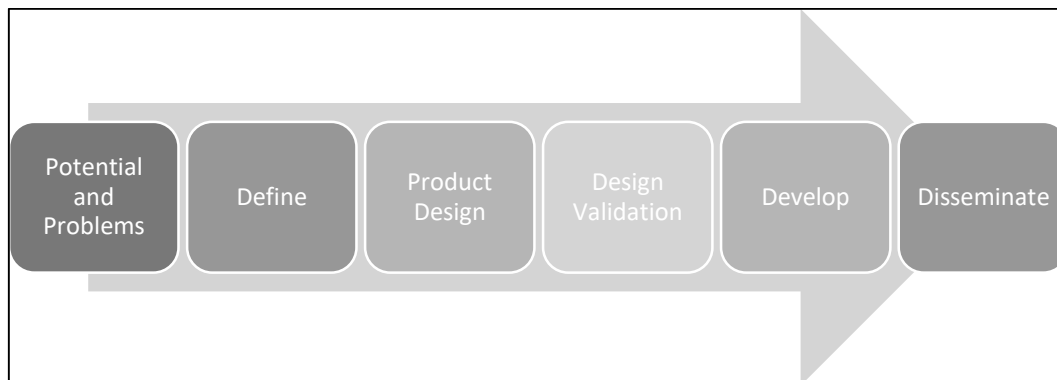 Potential
and
Problems
Define
Product
Design
Design
Validation
Develop
Disseminate